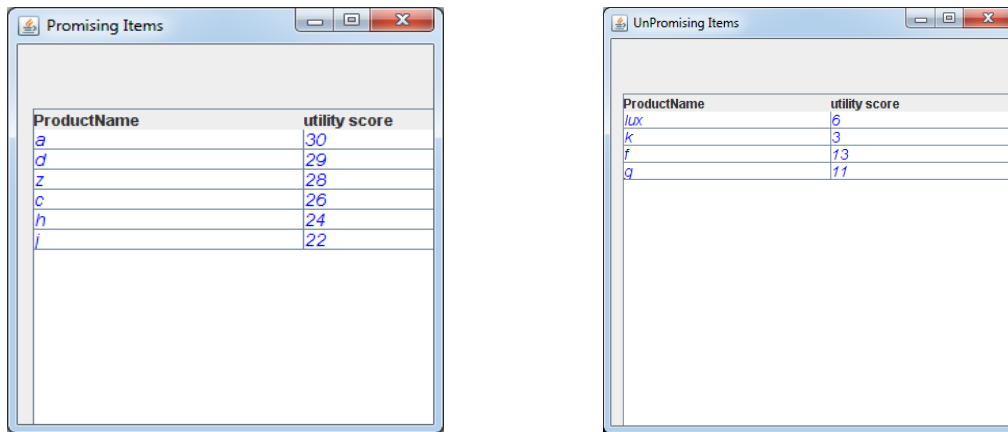 Promising Items
ProductName utility score
a 30
d 29
z 28
c 26
h 24
j 22
UnPromising Items
ProductName utility score
lux 6
k 3
f 13
g 11